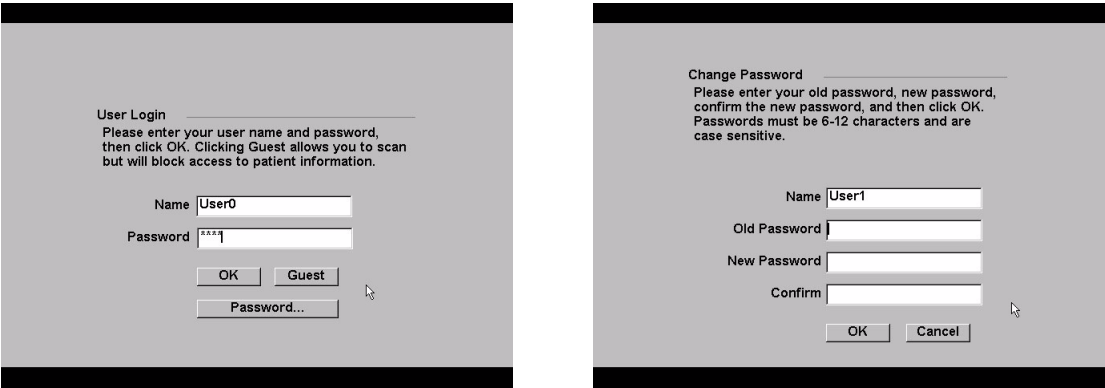 User Login
Please enter your user name and password,
then click OK. Clicking Guest allows you to scan
but will block access to patient information.
Name User0
Password ****
OK Guest
Password...
Change Password
Please enter your old password, new password,
confirm the new password, and then click OK.
Passwords must be 6-12 characters and are
case sensitive.
Name User1
Old Password
New Password
Confirm
OK Cancel